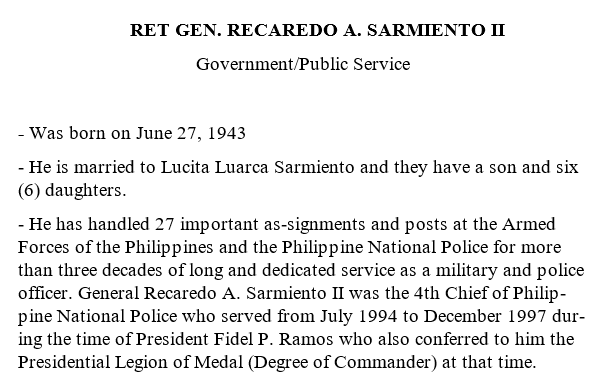 RET GEN. RECAREDO A. SARMIENTO II
Government/Public Service
- Was born on June 27, 1943
- He is married to Lucita Luarca Sarmiento and they have a son and six
(6) daughters.
- He has handled 27 important as-signments and posts at the Armed
Forces of the Philippines and the Philippine National Police for more
than three decades of long and dedicated service as a military and police
officer. General Recaredo A. Sarmiento II was the 4th Chief of Philip-
pine National Police who served from July 1994 to December 1997 dur-
ing the time of President Fidel P. Ramos who also conferred to him the
Presidential Legion of Medal (Degree of Commander) at that time.